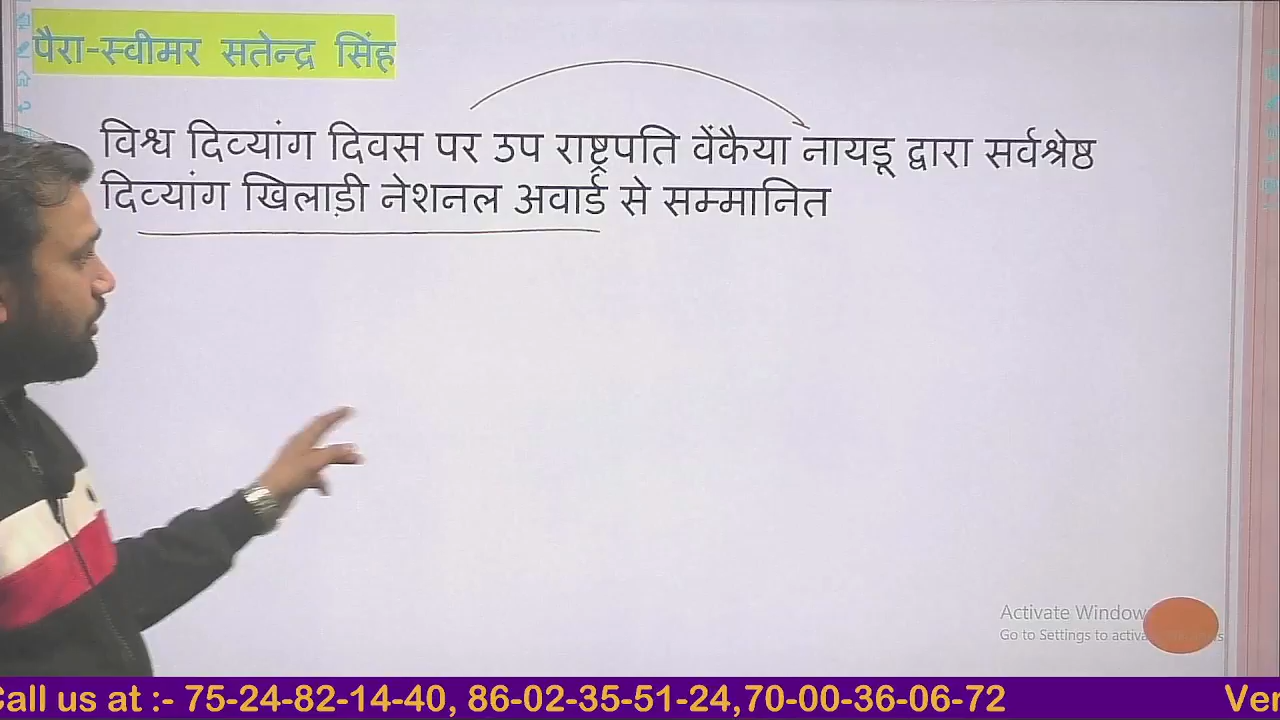 पैरा-स्वीमर सतेन्द्र सिंह
विश्व दिव्यांग दिवस पर उप राष्ट्रपति वेंकैया नायडू द्वारा सर्वश्रेष्ठ
दिव्यांग खिलाड़ी नेशनल अवार्ड से सम्मानित
Activate Window
Go to Settings to activa
Call us at :- 75-24-82-14-40, 86-02-35-51-24,70-00-36-06-72
Ver